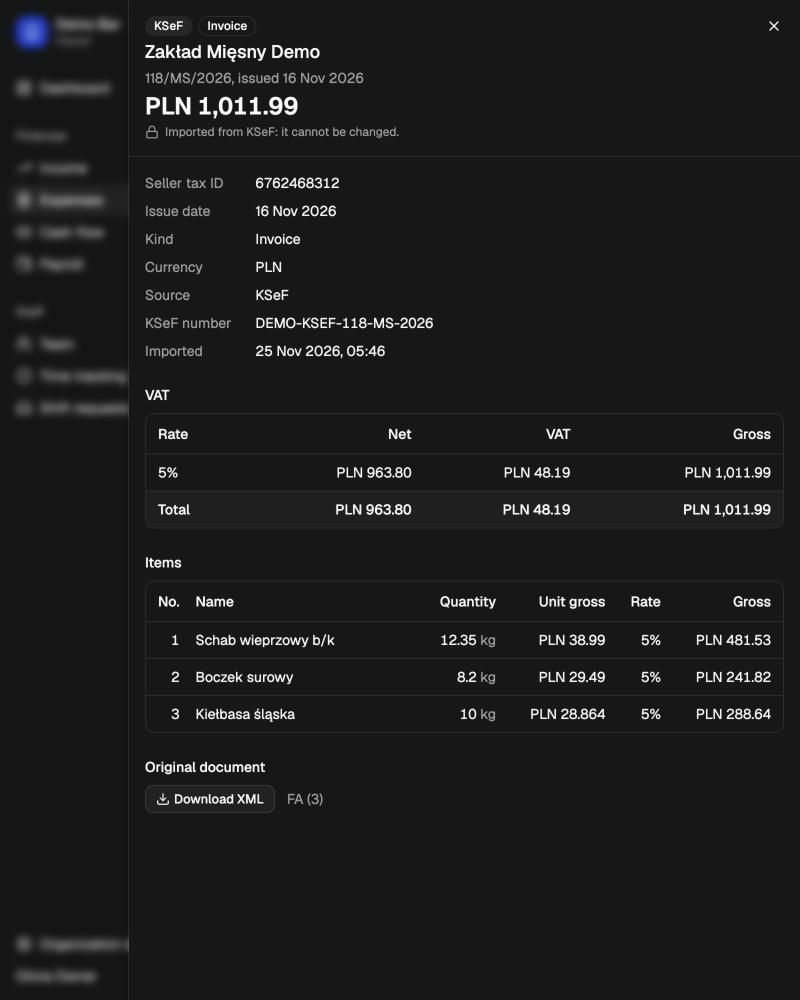 KSeF Invoice
Zakład Mięsny Demo
118/MS/2026, issued 16 Nov 2026
PLN 1,011.99
Imported from KSeF: it cannot be changed.
Seller tax ID 6762468312
Issue date 16 Nov 2026
Kind Invoice
Currency PLN
Source KSeF
KSeF number DEMO-KSEF-118-MS-2026
Imported 25 Nov 2026, 05:46
VAT
Rate Net VAT Gross
5% PLN 963.80 PLN 48.19 PLN 1,011.99
Total PLN 963.80 PLN 48.19 PLN 1,011.99
Items
No. Name Quantity Unit gross Rate Gross
1 Schab wieprzowy b/k 12.35 kg PLN 38.99 5% PLN 481.53
2 Boczek surowy 8.2 kg PLN 29.49 5% PLN 241.82
3 Kiełbasa śląska 10 kg PLN 28.864 5% PLN 288.64
Original document
Download XML FA (3)